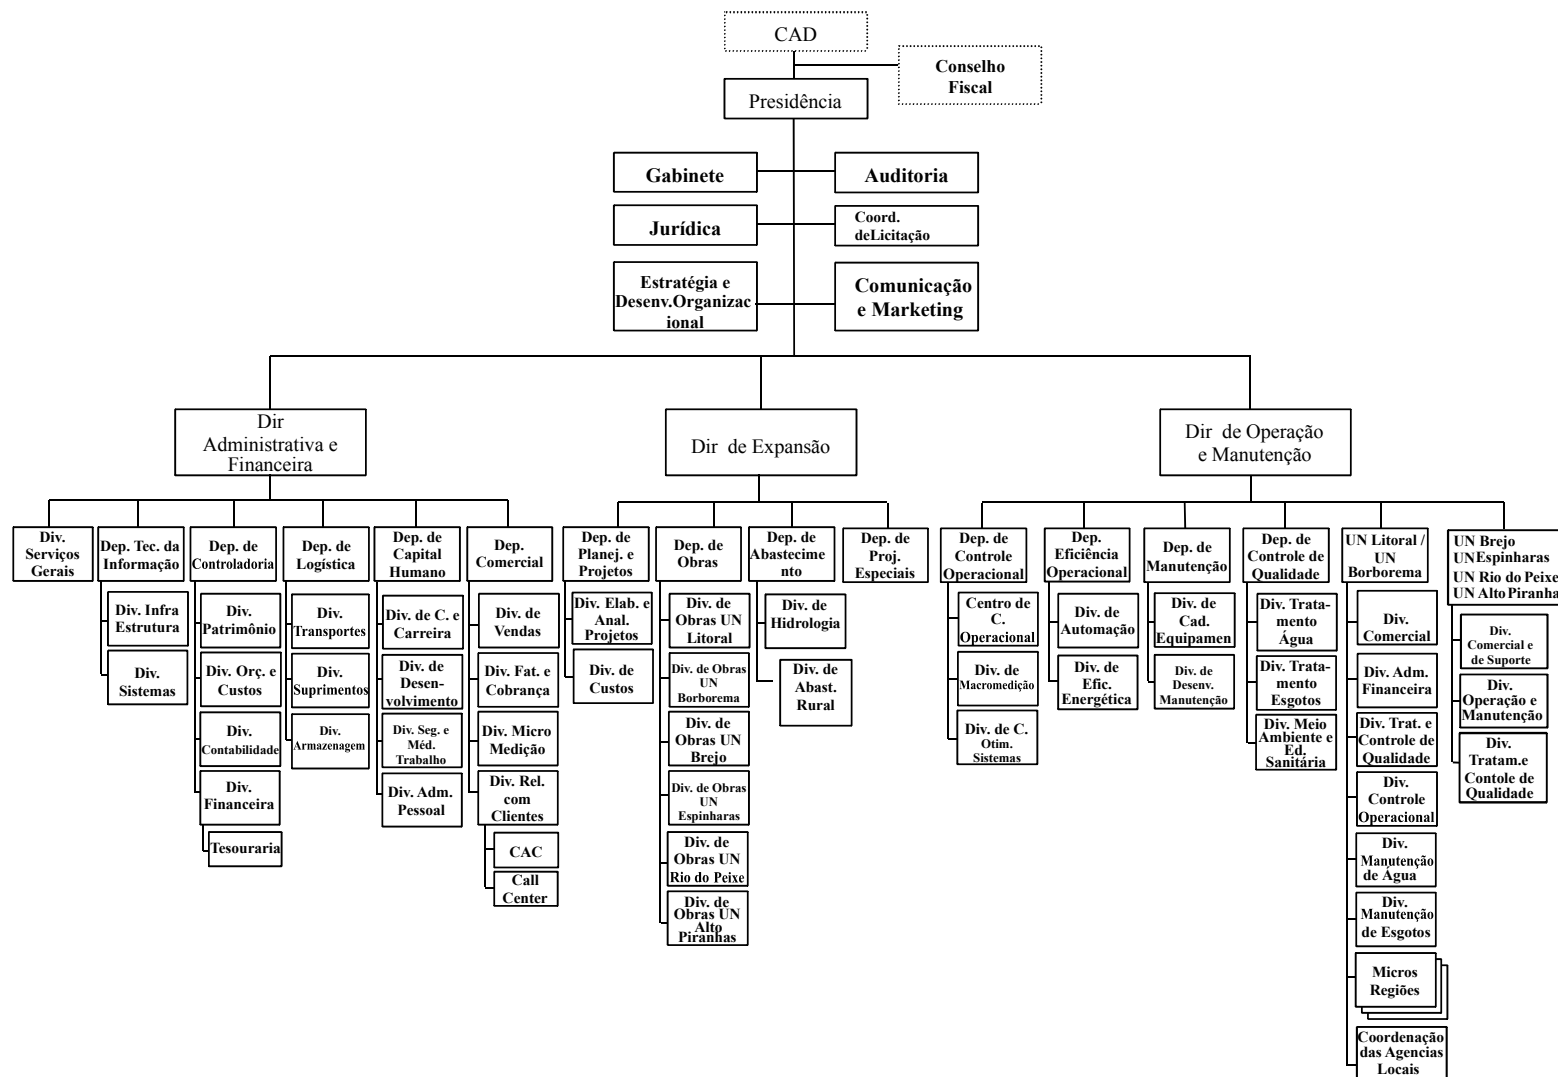 CAD
Conselho
Fiscal
Presidência
Gabinete
Auditoria
Jurídica
Coord.
deLicitação
Estratégia e
Desenv.Organizac
ional
Comunicação
e Marketing
Dir
Administrativa e
Financeira
Dir de Expansão
Dir de Operação
e Manutenção
Div.
Serviços
Gerais
Dep. Tec. da
Informação
Dep. de
Controladoria
Dep. de
Logística
Dep. de
Capital
Humano
Dep.
Comercial
Dep. de
Planej. e
Projetos
Dep. de
Obras
Dep. de
Abastecime
nto
Dep. de
Proj.
Especiais
Dep. de
Controle
Operacional
Dep.
Eficiência
Operacional
Dep. de
Manutenção
Dep. de
Controle de
Qualidade
UN Litoral /
UN
Borborema
UN Brejo
UNEspinharas
UN Rio do Peixe
UN Alto Piranha
Div. Infra
Estrutura
Div.
Sistemas
Div.
Patrimônio
Div. Orç. e
Custos
Div.
Contabilidade
Div.
Financeira
Tesouraria
Div.
Transportes
Div.
Suprimentos
Div.
Armazenagem
Div. de C. e
Carreira
Div. de
Desen-
volvimento
Div. Seg. e
Méd.
Trabalho
Div. Adm.
Pessoal
Div. de
Vendas
Div. Fat. e
Cobrança
Div. Micro
Medição
Div. Rel.
com
Clientes
CAC
Call
Center
Div. Elab. e
Anal.
Projetos
Div. de
Custos
Div. de
Obras UN
Litoral
Div. de Obras
UN
Borborema
Div. de
Obras UN
Brejo
Div. de Obras
UN
Espinharas
Div. de
Obras UN
Rio do Peixe
Div. de
Obras UN
Alto
Piranhas
Div. de
Hidrologia
Div. de
Abast.
Rural
Centro de
C.
Operacional
Div. de
Macromedição
Div. de C.
Otim.
Sistemas
Div. de
Automação
Div. de
Efic.
Energética
Div. de
Cad.
Equipamen
Div. de
Desenv.
Manutenção
Div. Trata-
mento
Água
Div. Trata-
mento
Esgotos
Div. Meio
Ambiente e
Ed.
Sanitária
Div.
Comercial
Div. Adm.
Financeira
Div. Trat. e
Controle de
Qualidade
Div.
Controle
Operacional
Div.
Manutenção
de Água
Div.
Manutenção
de Esgotos
Micros
Regiões
Coordenação
das Agencias
Locais
Div.
Comercial e
de Suporte
Div.
Operação e
Manutenção
Div.
Tratam.e
Contole de
Qualidade